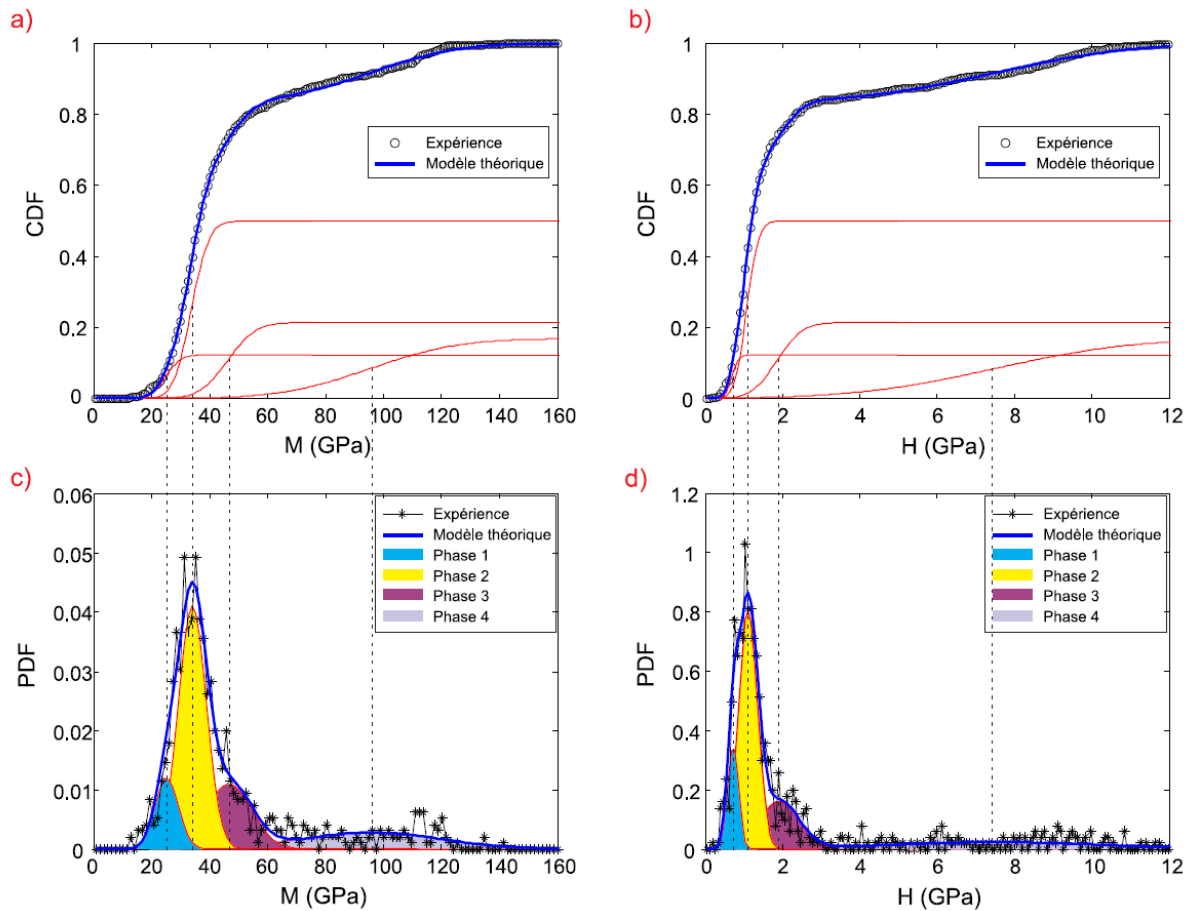 a)
CDF
1
0.8
0.6
0.4
0.2
0
Expérience
Modèle théorique
0 20 40 60 80 100 120 140 160
M (GPa)
b)
CDF
1
0.8
0.6
0.4
0.2
0
Expérience
Modèle théorique
0 2 4 6 8 10 12
H (GPa)
c)
PDF
0.06
0.05
0.04
0.03
0.02
0.01
0
Expérience
Modèle théorique
Phase 1
Phase 2
Phase 3
Phase 4
0 20 40 60 80 100 120 140 160
M (GPa)
d)
PDF
1.2
1
0.8
0.6
0.4
0.2
0
Expérience
Modèle théorique
Phase 1
Phase 2
Phase 3
Phase 4
0 2 4 6 8 10 12
H (GPa)